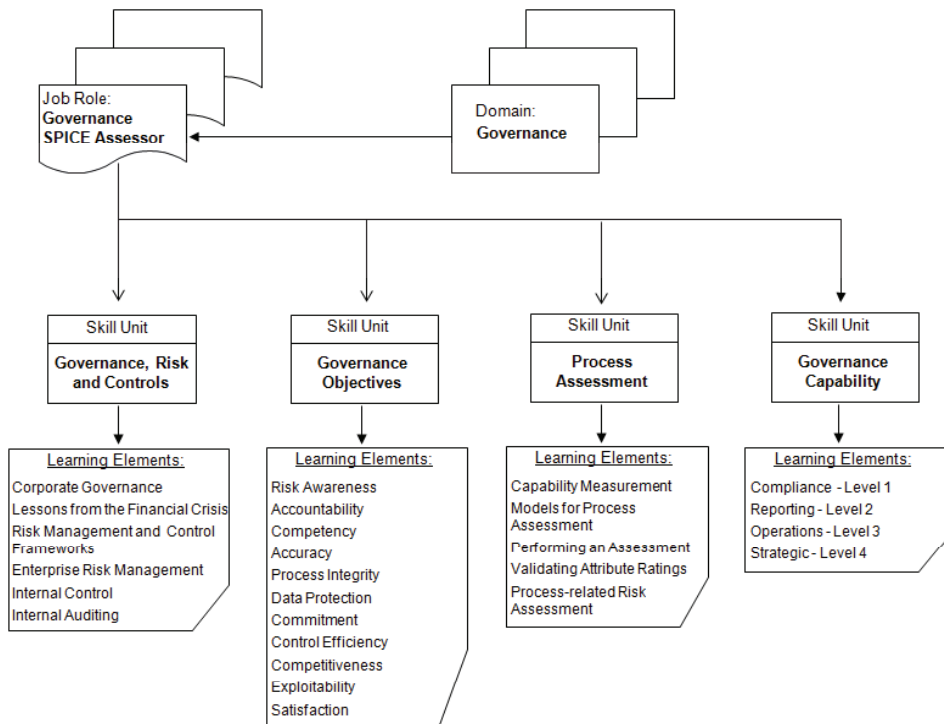 Job Role:
Governance
SPICE Assessor
Domain:
Governance
Skill Unit
Governance, Risk
and Controls
Skill Unit
Governance
Objectives
Skill Unit
Process
Assessment
Skill Unit
Governance
Capability
Learning Elements:
Corporate Governance
Lessons from the Financial Crisis
Risk Management and Control
Frameworks
Enterprise Risk Management
Internal Control
Internal Auditing
Learning Elements:
Risk Awareness
Accountability
Competency
Accuracy
Process Integrity
Data Protection
Commitment
Control Efficiency
Competitiveness
Exploitability
Satisfaction
Learning Elements:
Capability Measurement
Models for Process
Assessment
Performing an Assessment
Validating Attribute Ratings
Process-related Risk
Assessment
Learning Elements:
Compliance - Level 1
Reporting - Level 2
Operations - Level 3
Strategic - Level 4